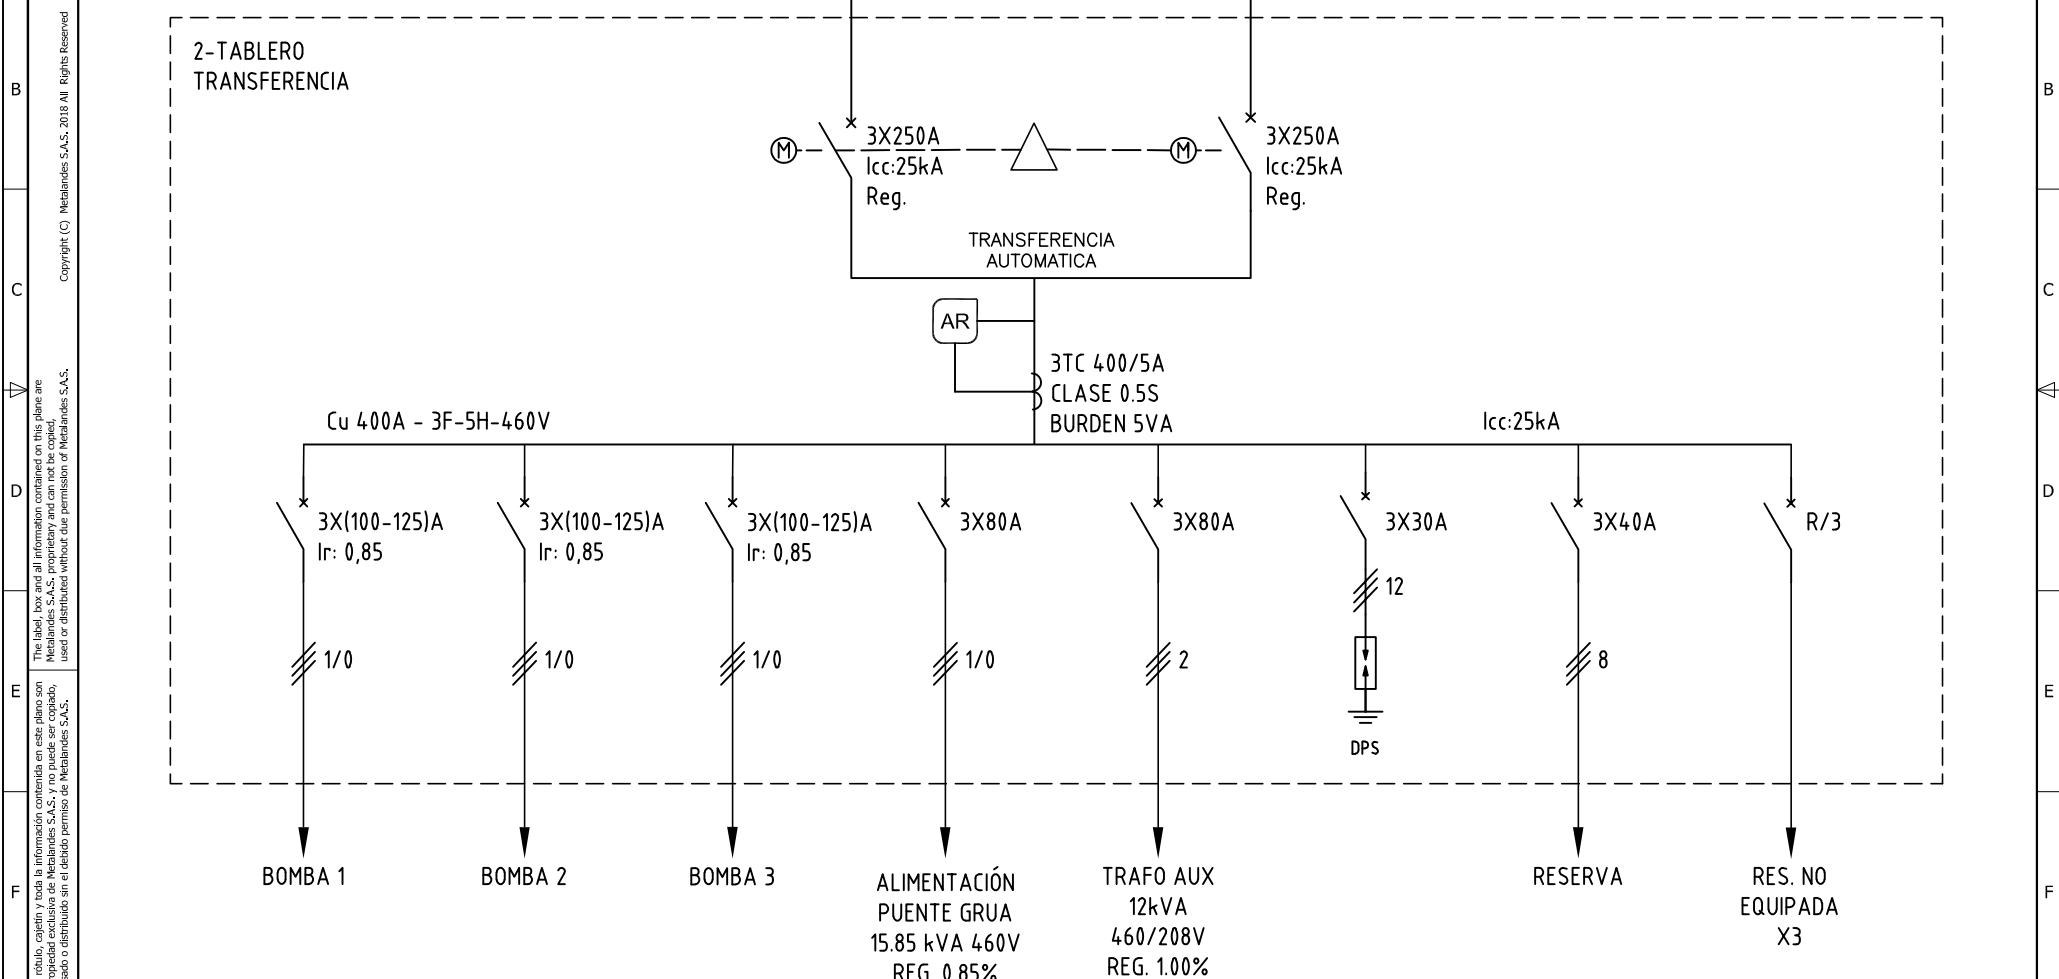 2-TABLERO
TRANSFERENCIA
M
3X250A
Icc:25kA
Reg.
M
3X250A
Icc:25kA
Reg.
TRANSFERENCIA
AUTOMATICA
AR
3TC 400/5A
CLASE 0.5S
BURDEN 5VA
Cu 400A - 3F-5H-460V
Icc:25kA
3X(100-125)A
Ir: 0,85
3X(100-125)A
Ir: 0,85
3X(100-125)A
Ir: 0,85
3X80A
3X80A
3X30A
3X40A
R/3
12
1/0
1/0
1/0
1/0
2
8
DPS
BOMBA 1
BOMBA 2
BOMBA 3
ALIMENTACIÓN
PUENTE GRUA
15.85 kVA 460V
REG. 0.85%
TRAFO AUX
12kVA
460/208V
REG. 1.00%
RESERVA
RES. NO
EQUIPADA
X3
B
C
D
E
F
B
C
D
E
F
Copyright (C) Metalandes S.A.S. 2018 All Rights Reserved
The label, box and all information contained on this plane are
Metalandes S.A.S. proprietary and can not be copied,
used or distributed without due permission of Metalandes S.A.S.
rótulo, cajetín y toda la información contenida en este plano son
exclusiva de Metalandes S.A.S. y no puede ser copiado,
o distribuido sin el debido permiso de Metalandes S.A.S.